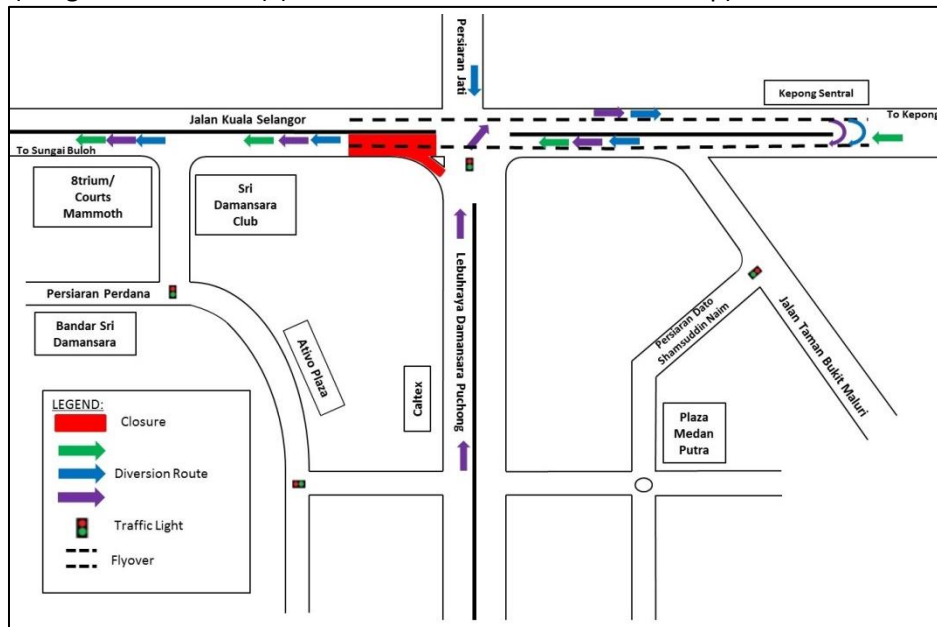 Persiaran Jati
Kepong Sentral
Jalan Kuala Selangor
To Kepong
To Sungai Buloh
8trium/
Courts
Mammoth
Sri
Damansara
Club
Lebuhraya Damansara Puchong
Persiaran Perdana
Bandar Sri
Damansara
Ativo Plaza
Caltex
Persiaran Dato
Shamsuddin Naim
Jalan Taman Bukit Maluri
Plaza
Medan
Putra
LEGEND:
Closure
Diversion Route
Traffic Light
Flyover